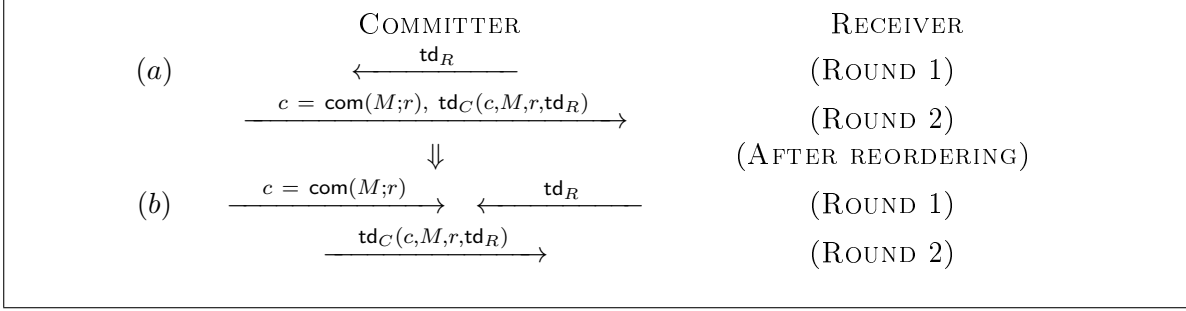 COMMITTER RECEIVER
(a) td_R (ROUND 1)
c = com(M;r), td_C(c,M,r,td_R) (ROUND 2)
⇓ (AFTER REORDERING)
(b) c = com(M;r) td_R (ROUND 1)
td_C(c,M,r,td_R) (ROUND 2)